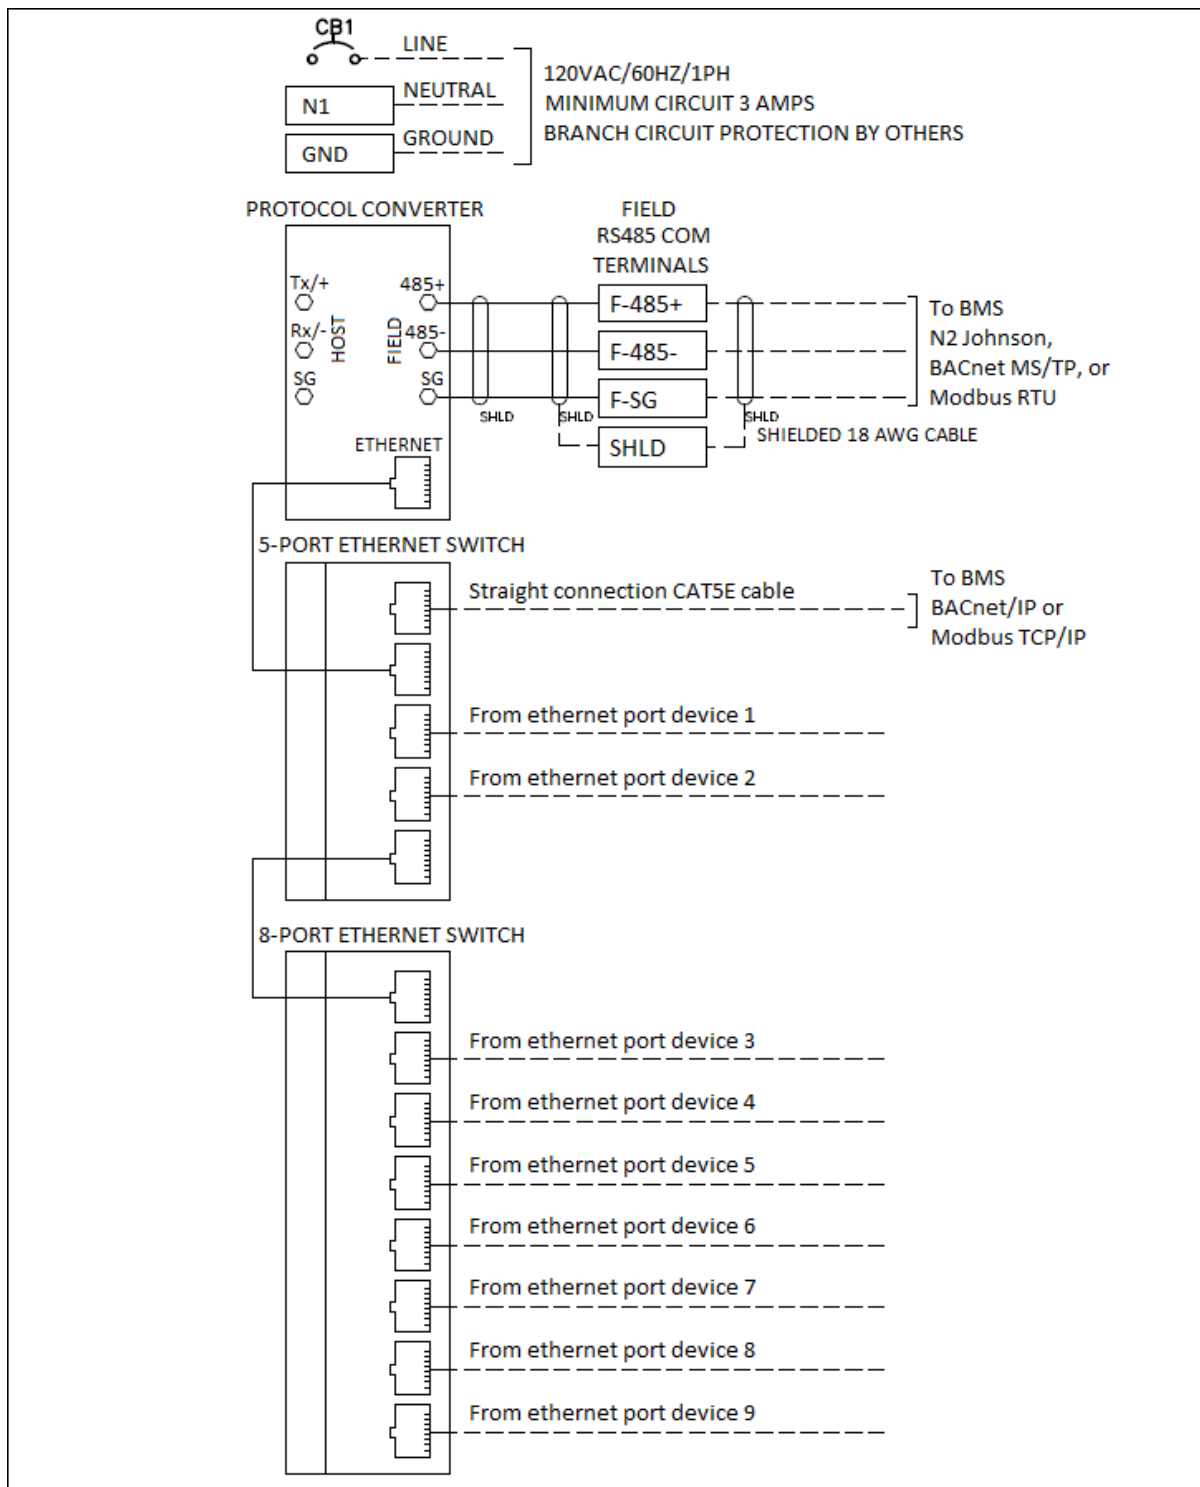 CB1
LINE
N1
NEUTRAL
GND
GROUND
120VAC/60HZ/1PH
MINIMUM CIRCUIT 3 AMPS
BRANCH CIRCUIT PROTECTION BY OTHERS
PROTOCOL CONVERTER
FIELD
RS485 COM
TERMINALS
Tx/+
Rx/-
SG
HOST
FIELD
485+
485-
SG
SHLD
SHLD
F-485+
F-485-
F-SG
SHLD
SHLD
SHIELDED 18 AWG CABLE
To BMS
N2 Johnson,
BACnet MS/TP, or
Modbus RTU
ETHERNET
5-PORT ETHERNET SWITCH
Straight connection CAT5E cable
To BMS
BACnet/IP or
Modbus TCP/IP
From ethernet port device 1
From ethernet port device 2
8-PORT ETHERNET SWITCH
From ethernet port device 3
From ethernet port device 4
From ethernet port device 5
From ethernet port device 6
From ethernet port device 7
From ethernet port device 8
From ethernet port device 9